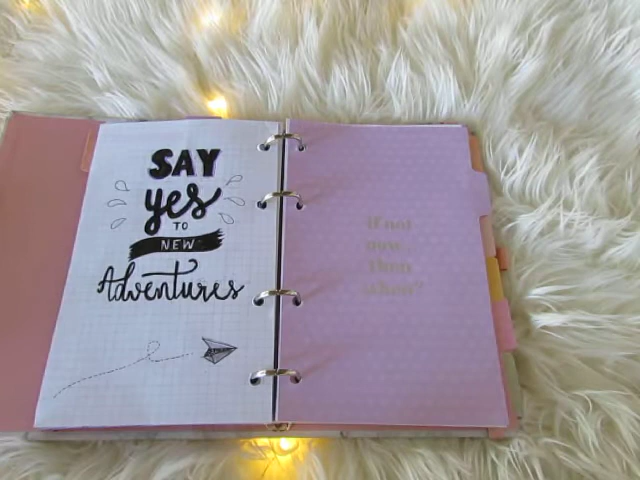 SAY
yes
TO
NEW
Adventures
if not
now,
then
when?